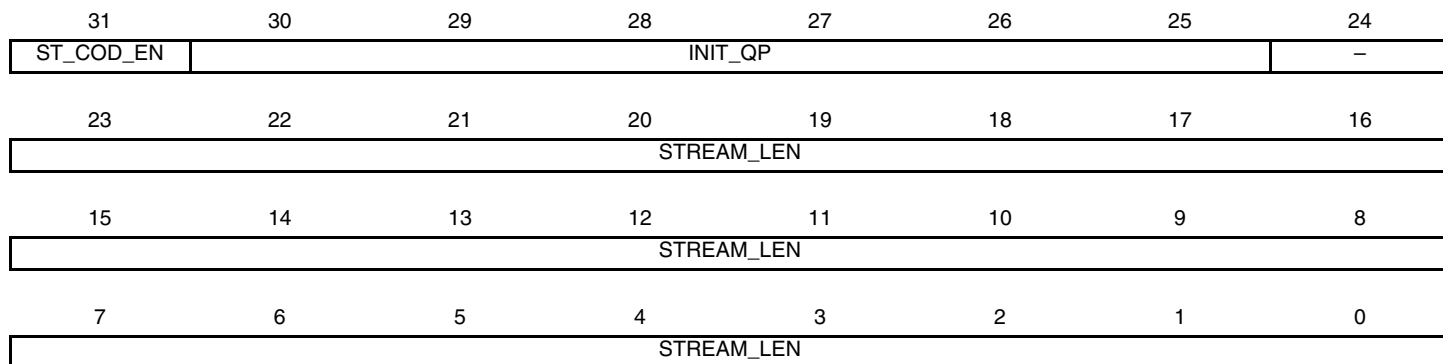 31 30 29 28 27 26 25 24
ST_COD_EN INIT_QP –
23 22 21 20 19 18 17 16
STREAM_LEN
15 14 13 12 11 10 9 8
STREAM_LEN
7 6 5 4 3 2 1 0
STREAM_LEN